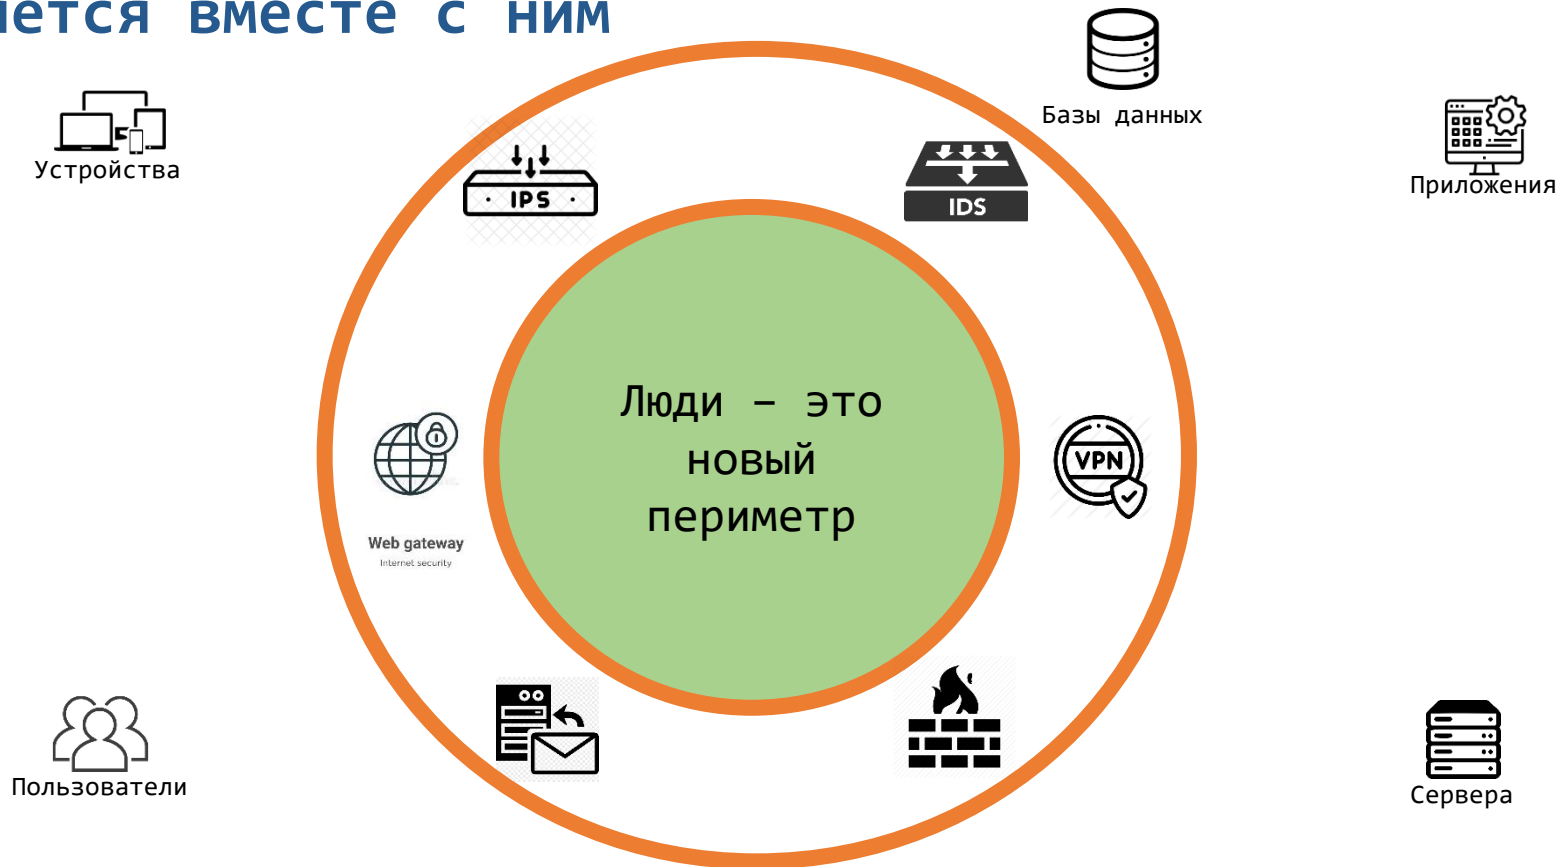 вместе с ним
Базы данных
Устройства
Приложения
IPS
IDS
Люди – это
новый
периметр
VPN
Web gateway
Internet security
Пользователи
Сервера